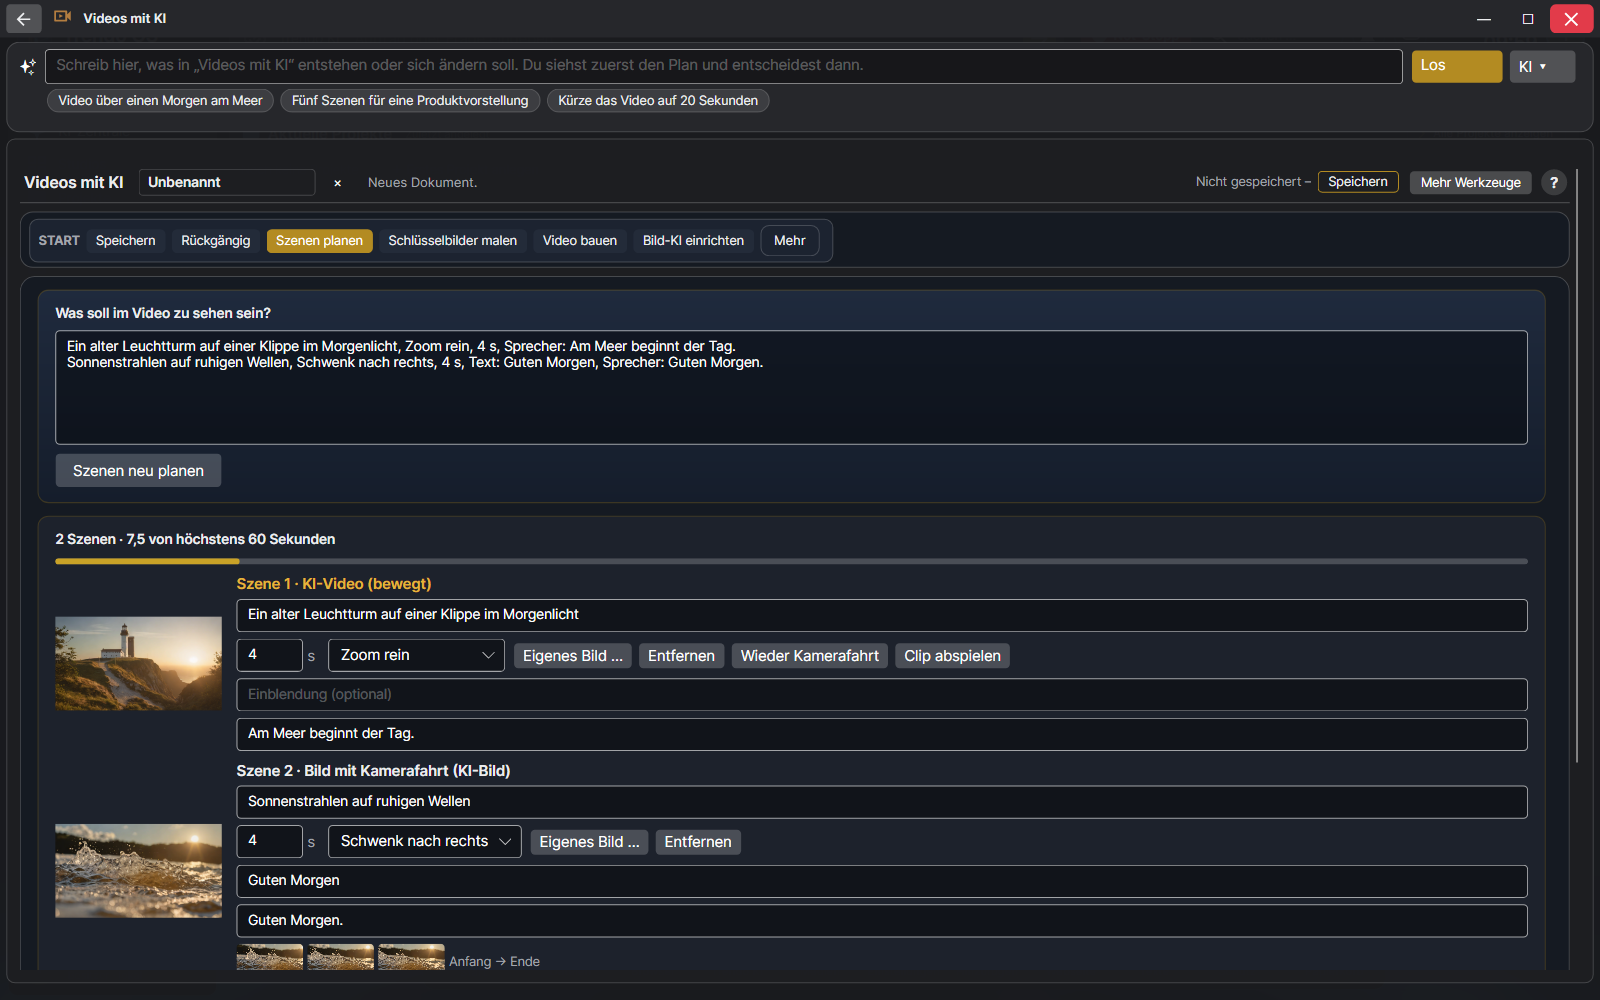 Videos mit KI
Schreib hier, was in „Videos mit KI“ entstehen oder sich ändern soll. Du siehst zuerst den Plan und entscheidest dann.
Los
KI
Video über einen Morgen am Meer
Fünf Szenen für eine Produktvorstellung
Kürze das Video auf 20 Sekunden
Videos mit KI
Unbenannt
×
Neues Dokument.
Nicht gespeichert –
Speichern
Mehr Werkzeuge
?
START
Speichern
Rückgängig
Szenen planen
Schlüsselbilder malen
Video bauen
Bild-KI einrichten
Mehr
Was soll im Video zu sehen sein?
Ein alter Leuchtturm auf einer Klippe im Morgenlicht, Zoom rein, 4 s, Sprecher: Am Meer beginnt der Tag.
Sonnenstrahlen auf ruhigen Wellen, Schwenk nach rechts, 4 s, Text: Guten Morgen, Sprecher: Guten Morgen.
Szenen neu planen
2 Szenen · 7,5 von höchstens 60 Sekunden
Szene 1 · KI-Video (bewegt)
Ein alter Leuchtturm auf einer Klippe im Morgenlicht
4
s
Zoom rein
Eigenes Bild ...
Entfernen
Wieder Kamerafahrt
Clip abspielen
Einblendung (optional)
Am Meer beginnt der Tag.
Szene 2 · Bild mit Kamerafahrt (KI-Bild)
Sonnenstrahlen auf ruhigen Wellen
4
s
Schwenk nach rechts
Eigenes Bild ...
Entfernen
Guten Morgen
Guten Morgen.
Anfang → Ende